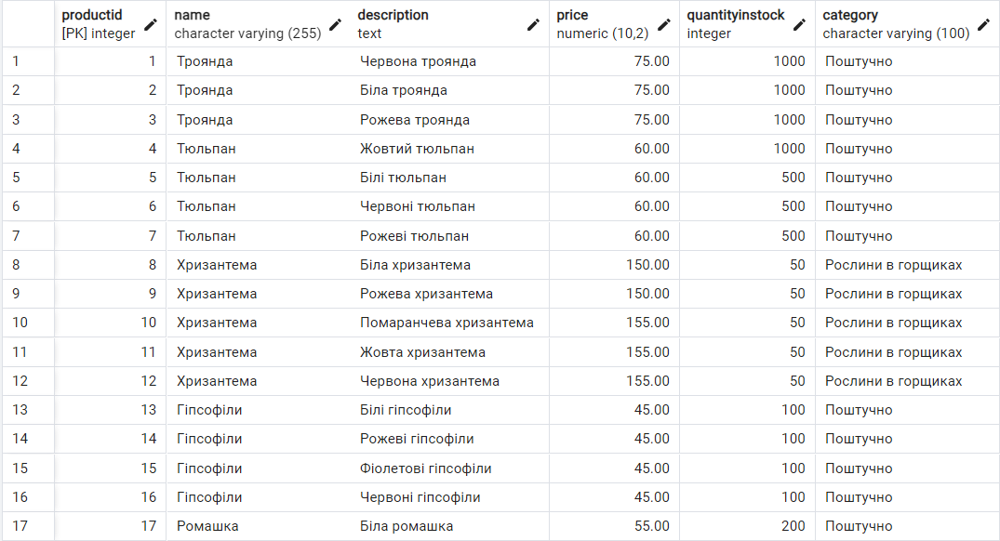 productid name description price quantityinstock category
[PK] integer character varying (255) text numeric (10,2) integer character varying (100)
1 1 Троянда Червона троянда 75.00 1000 Поштучно
2 2 Троянда Біла троянда 75.00 1000 Поштучно
3 3 Троянда Рожева троянда 75.00 1000 Поштучно
4 4 Тюльпан Жовтий тюльпан 60.00 1000 Поштучно
5 5 Тюльпан Білі тюльпан 60.00 500 Поштучно
6 6 Тюльпан Червоні тюльпан 60.00 500 Поштучно
7 7 Тюльпан Рожеві тюльпан 60.00 500 Поштучно
8 8 Хризантема Біла хризантема 150.00 50 Рослини в горщиках
9 9 Хризантема Рожева хризантема 150.00 50 Рослини в горщиках
10 10 Хризантема Помаранчева хризантема 155.00 50 Рослини в горщиках
11 11 Хризантема Жовта хризантема 155.00 50 Рослини в горщиках
12 12 Хризантема Червона хризантема 155.00 50 Рослини в горщиках
13 13 Гіпсофіли Білі гіпсофіли 45.00 100 Поштучно
14 14 Гіпсофіли Рожеві гіпсофіли 45.00 100 Поштучно
15 15 Гіпсофіли Фіолетові гіпсофіли 45.00 100 Поштучно
16 16 Гіпсофіли Червоні гіпсофіли 45.00 100 Поштучно
17 17 Ромашка Біла ромашка 55.00 200 Поштучно